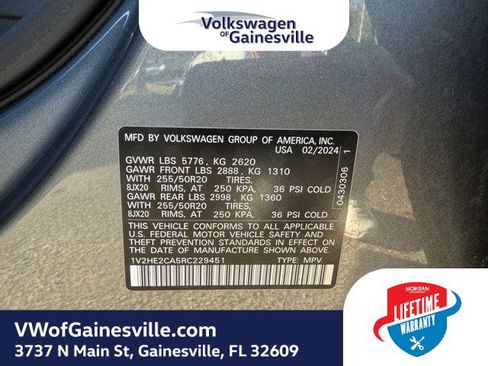 Volkswagen
OF Gainesville
MFD BY VOLKSWAGEN GROUP OF AMERICA, INC.
USA 02/2024
GVWR LBS 5776, KG 2620
GAWR FRONT LBS 2888, KG 1310
WITH 255/50R20 TIRES,
8JX20 RIMS, AT 250 KPA, 36 PSI COLD
GAWR REAR LBS 2998, KG 1360
WITH 255/50R20 TIRES,
8JX20 RIMS, AT 250 KPA, 36 PSI COLD
THIS VEHICLE CONFORMS TO ALL APPLICABLE
U.S. FEDERAL MOTOR VEHICLE SAFETY AND
THEFT PREVENTION STANDARDS IN EFFECT ON THE
DATE OF MANUFACTURE SHOWN ABOVE.
1V2HE2CA5RC229451 TYPE: MPV
0430306 1
MORGAN
LIFETIME
WARRANTY
VWofGainesville.com
3737 N Main St, Gainesville, FL 32609